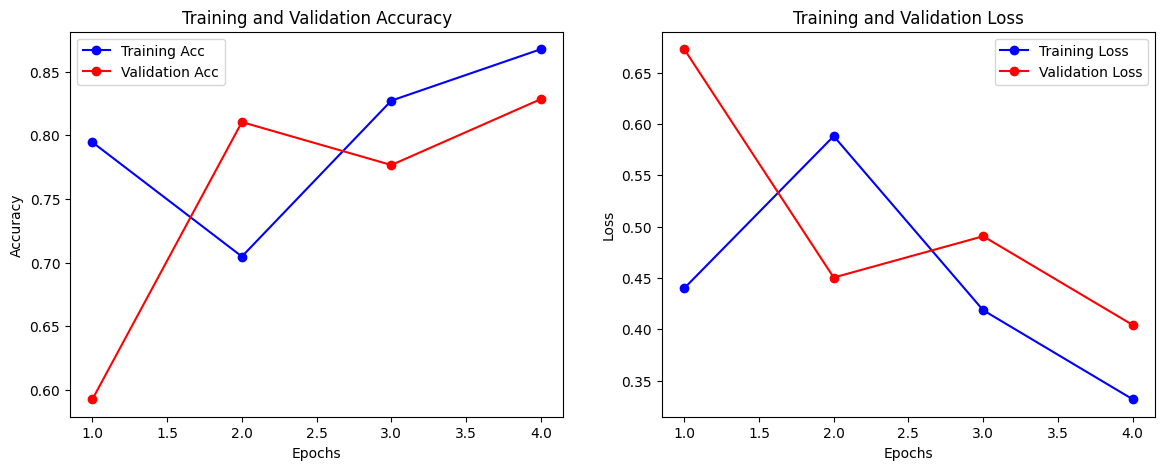 Training and Validation Accuracy
Training Acc
Validation Acc
Accuracy
0.85
0.80
0.75
0.70
0.65
0.60
1.0 1.5 2.0 2.5 3.0 3.5 4.0
Epochs
Training and Validation Loss
Training Loss
Validation Loss
Loss
0.65
0.60
0.55
0.50
0.45
0.40
0.35
1.0 1.5 2.0 2.5 3.0 3.5 4.0
Epochs